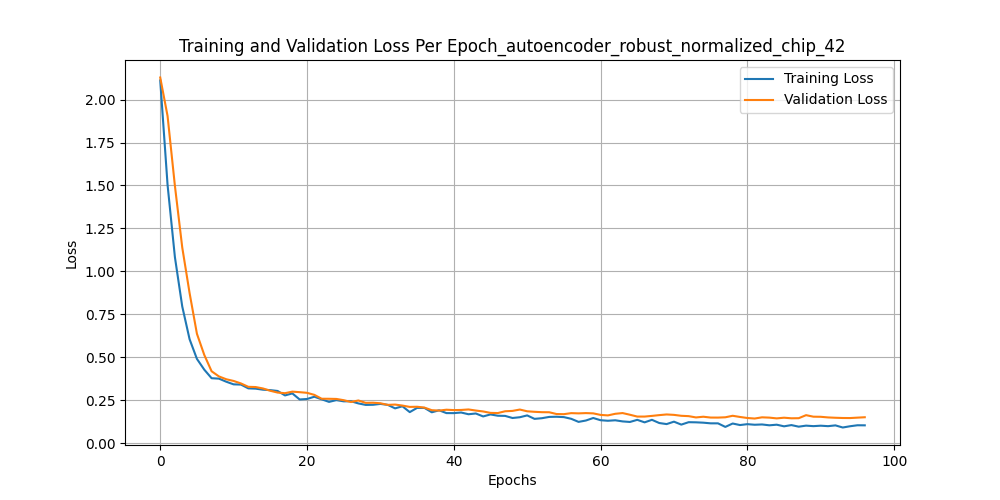 Training and Validation Loss Per Epoch_autoencoder_robust_normalized_chip_42
Training Loss
Validation Loss
2.00
1.75
1.50
1.25
1.00
0.75
0.50
0.25
0.00
Loss
0 20 40 60 80 100
Epochs